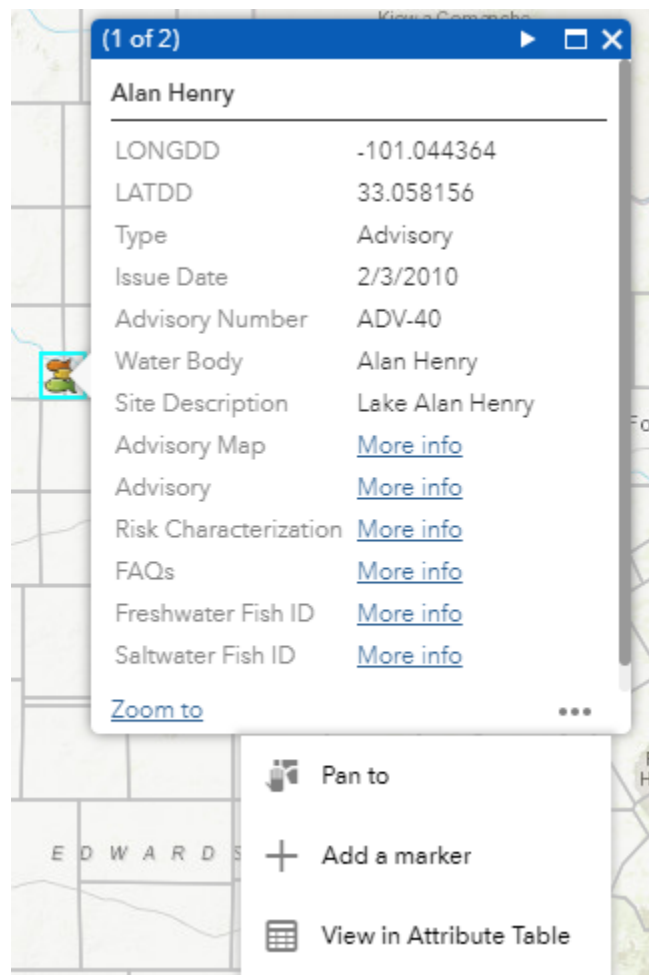 Kiowa Comanche
(1 of 2)
Alan Henry
LONGDD -101.044364
LATDD 33.058156
Type Advisory
Issue Date 2/3/2010
Advisory Number ADV-40
Water Body Alan Henry
Site Description Lake Alan Henry
Advisory Map More info
Advisory More info
Risk Characterization More info
FAQs More info
Freshwater Fish ID More info
Saltwater Fish ID More info
Zoom to
Pan to
EDWARDS
Add a marker
View in Attribute Table